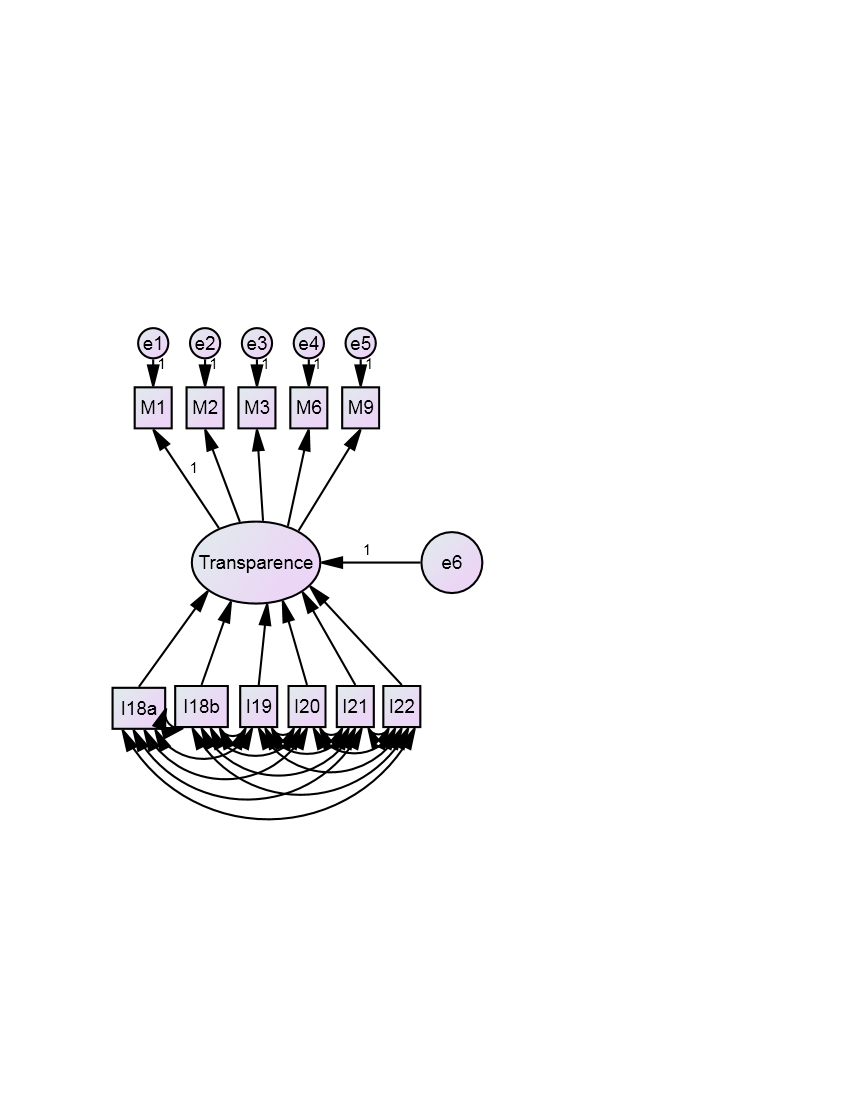 e1 e2 e3 e4 e5
1 1 1 1 1
M1 M2 M3 M6 M9
1
Transparence 1 e6
I18a I18b I19 I20 I21 I22